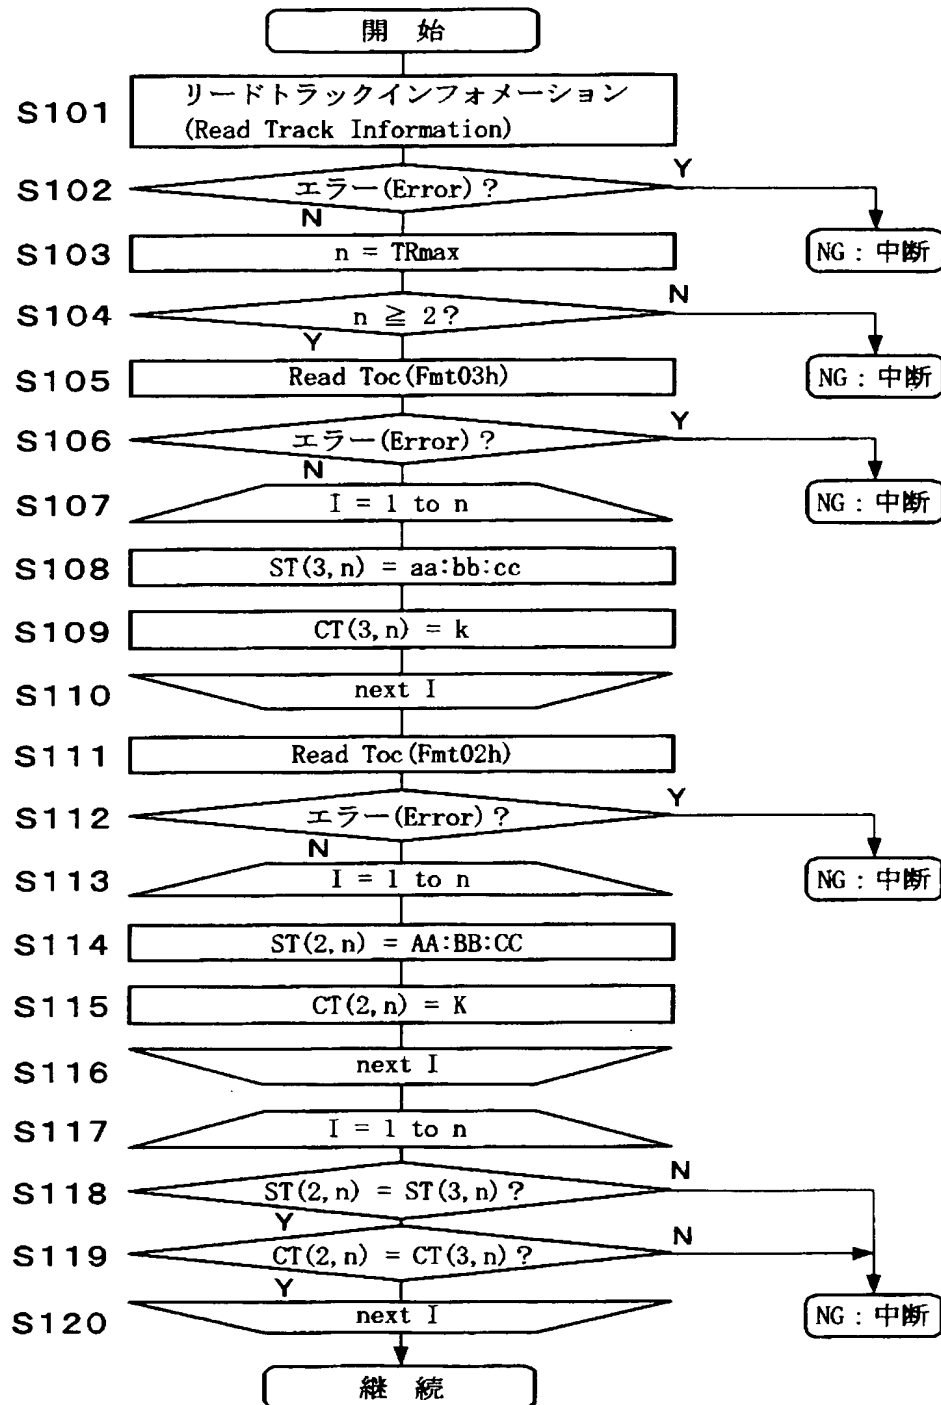 開 始
S101
リードトラックインフォメーション
(Read Track Information)
S102
エラー(Error)?
Y
N
NG:中断
S103
n = TRmax
S104
n ≧ 2?
N
Y
NG:中断
S105
Read Toc(Fmt03h)
S106
エラー(Error)?
Y
N
NG:中断
S107
I = 1 to n
S108
ST(3,n) = aa:bb:cc
S109
CT(3,n) = k
S110
next I
S111
Read Toc(Fmt02h)
S112
エラー(Error)?
Y
N
NG:中断
S113
I = 1 to n
S114
ST(2,n) = AA:BB:CC
S115
CT(2,n) = K
S116
next I
S117
I = 1 to n
S118
ST(2,n) = ST(3,n)?
N
Y
S119
CT(2,n) = CT(3,n)?
N
Y
NG:中断
S120
next I
継 続